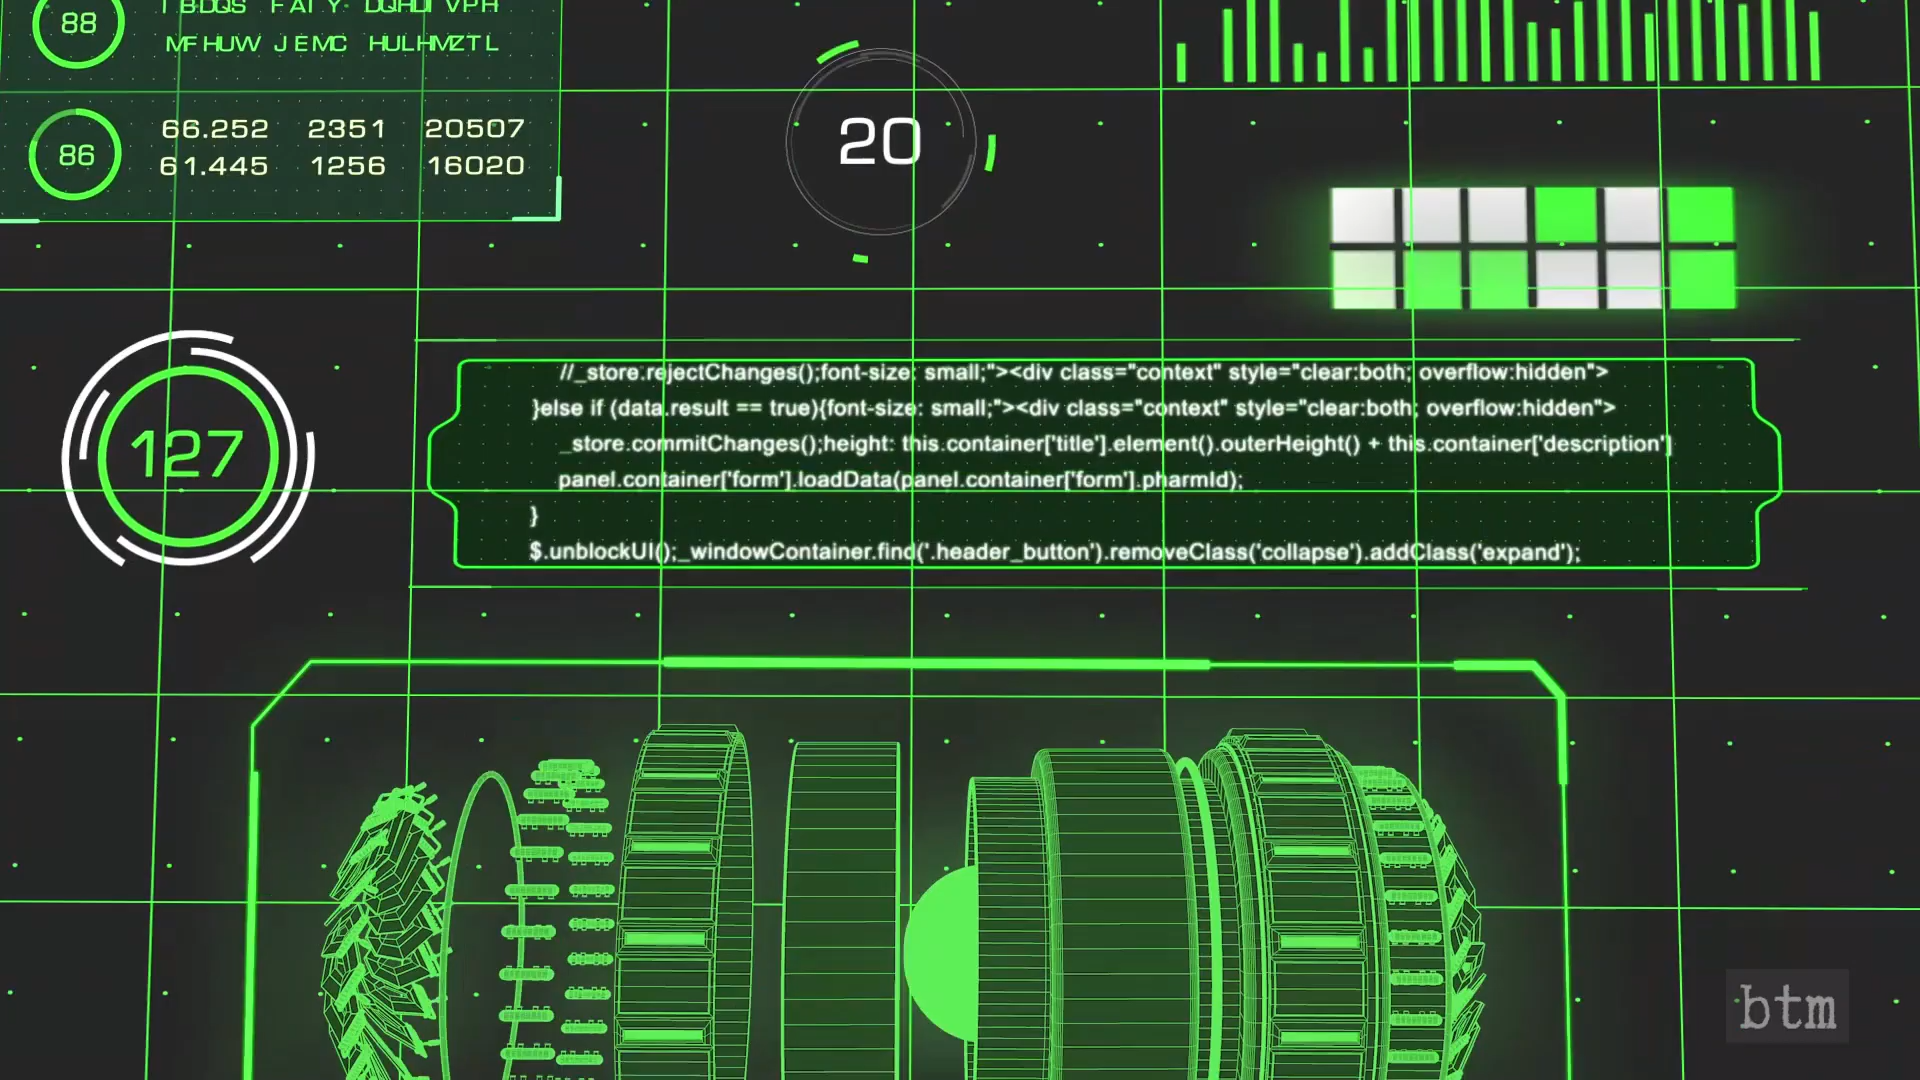 88
MFHUW JEMC HULHMZTL
86
66.252 2351 20507
61.445 1256 16020
20
127
//_store.rejectChanges();font-size: small;"><div class="context" style="clear:both; overflow:hidden">
}else if (data.result == true){font-size: small;"><div class="context" style="clear:both; overflow:hidden">
_store.commitChanges();height: this.container['title'].element().outerHeight() + this.container['description']
panel.container['form'].loadData(panel.container['form'].pharmId);
}
$.unblockUI();_windowContainer.find('.header_button').removeClass('collapse').addClass('expand');
btm